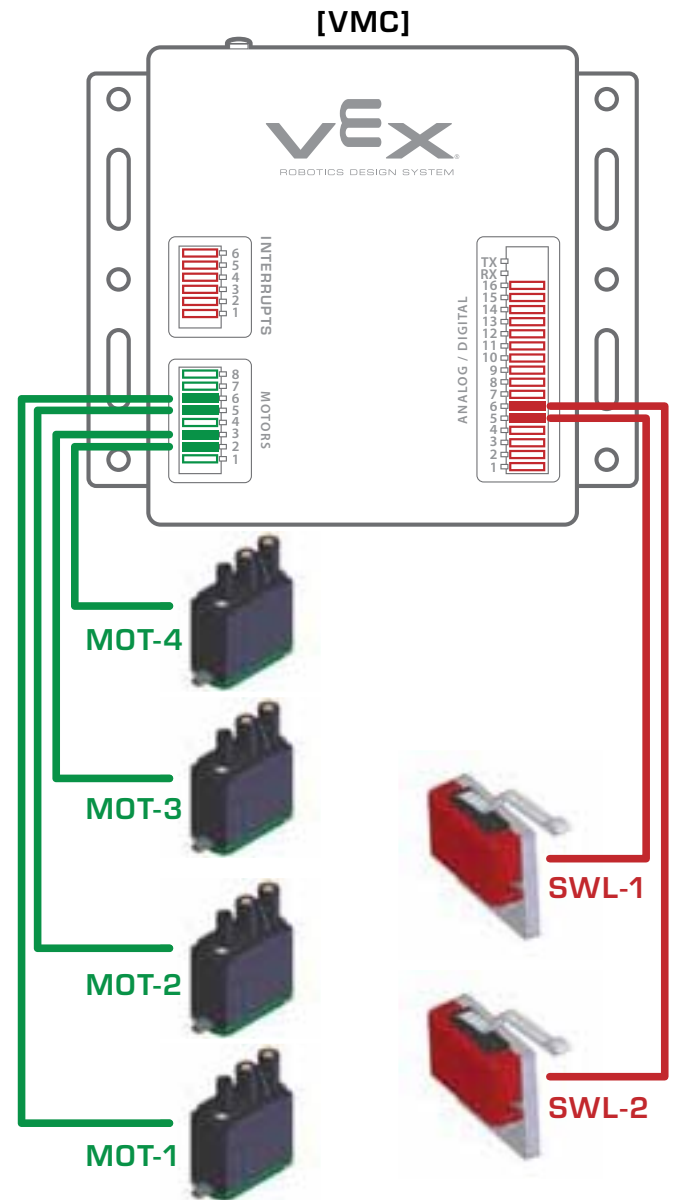 [VMC]
VEX®
ROBOTICS DESIGN SYSTEM
INTERRUPTS
6
5
4
3
2
1
MOTORS
8
7
6
5
4
3
2
1
ANALOG / DIGITAL
TX
RX
16
15
14
13
12
11
10
9
8
7
6
5
4
3
2
1
MOT-4
MOT-3
MOT-2
MOT-1
SWL-1
SWL-2